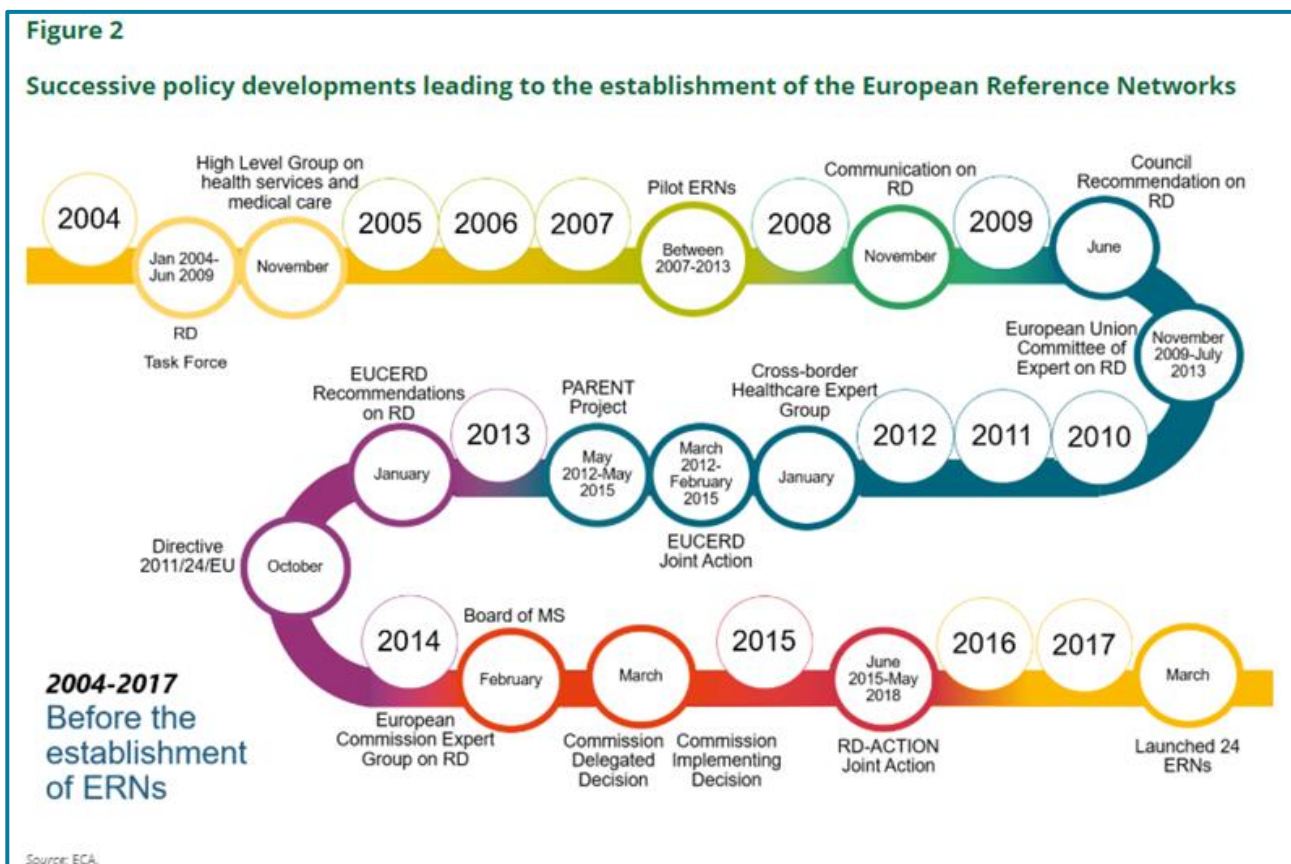 Figure 2
Successive policy developments leading to the establishment of the European Reference Networks
2004
Jan 2004-
Jun 2009
RD
Task Force
High Level Group on
health services and
medical care
November
2005
2006
2007
Pilot ERNs
Between
2007-2013
2008
Communication on
RD
November
2009
Council
Recommendation on
RD
June
European Union
Committee of
Expert on RD
November
2009-July
2013
2010
2011
2012
Cross-border
Healthcare Expert
Group
January
March
2012-
February
2015
EUCERD
Joint Action
PARENT
Project
May
2012-May
2015
2013
EUCERD
Recommendations
on RD
January
Directive
2011/24/EU
October
2014
European
Commission Expert
Group on RD
Board of MS
February
March
Commission
Delegated
Decision
Commission
Implementing
Decision
2015
June
2015-May
2018
RD-ACTION
Joint Action
2016
2017
March
Launched 24
ERNs
2004-2017
Before the
establishment
of ERNs
Source: ECA.